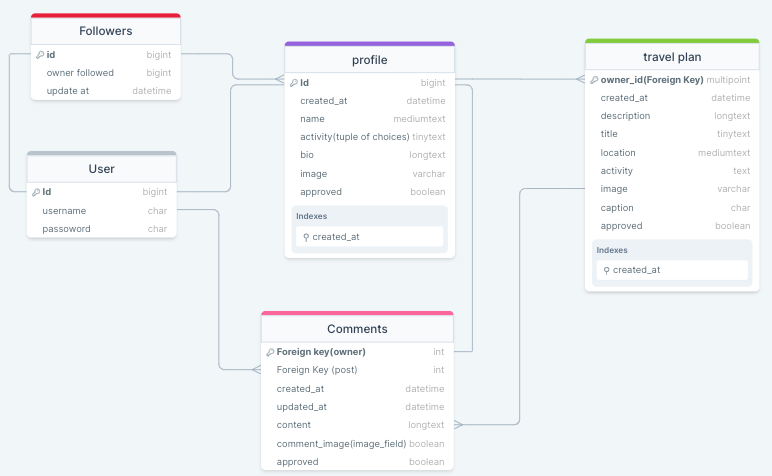 Followers
id bigint
owner followed bigint
update at datetime
User
Id bigint
username char
passoword char
profile
Id bigint
created_at datetime
name mediumtext
activity(tuple of choices) tinytext
bio longtext
image varchar
approved boolean
Indexes
created_at
travel plan
owner_id(Foreign Key) multipoint
created_at datetime
description longtext
title tinytext
location mediumtext
activity text
image varchar
caption char
approved boolean
Indexes
created_at
Comments
Foreign key(owner) int
Foreign Key (post) int
created_at datetime
updated_at datetime
content longtext
comment_image(image_field) boolean
approved boolean